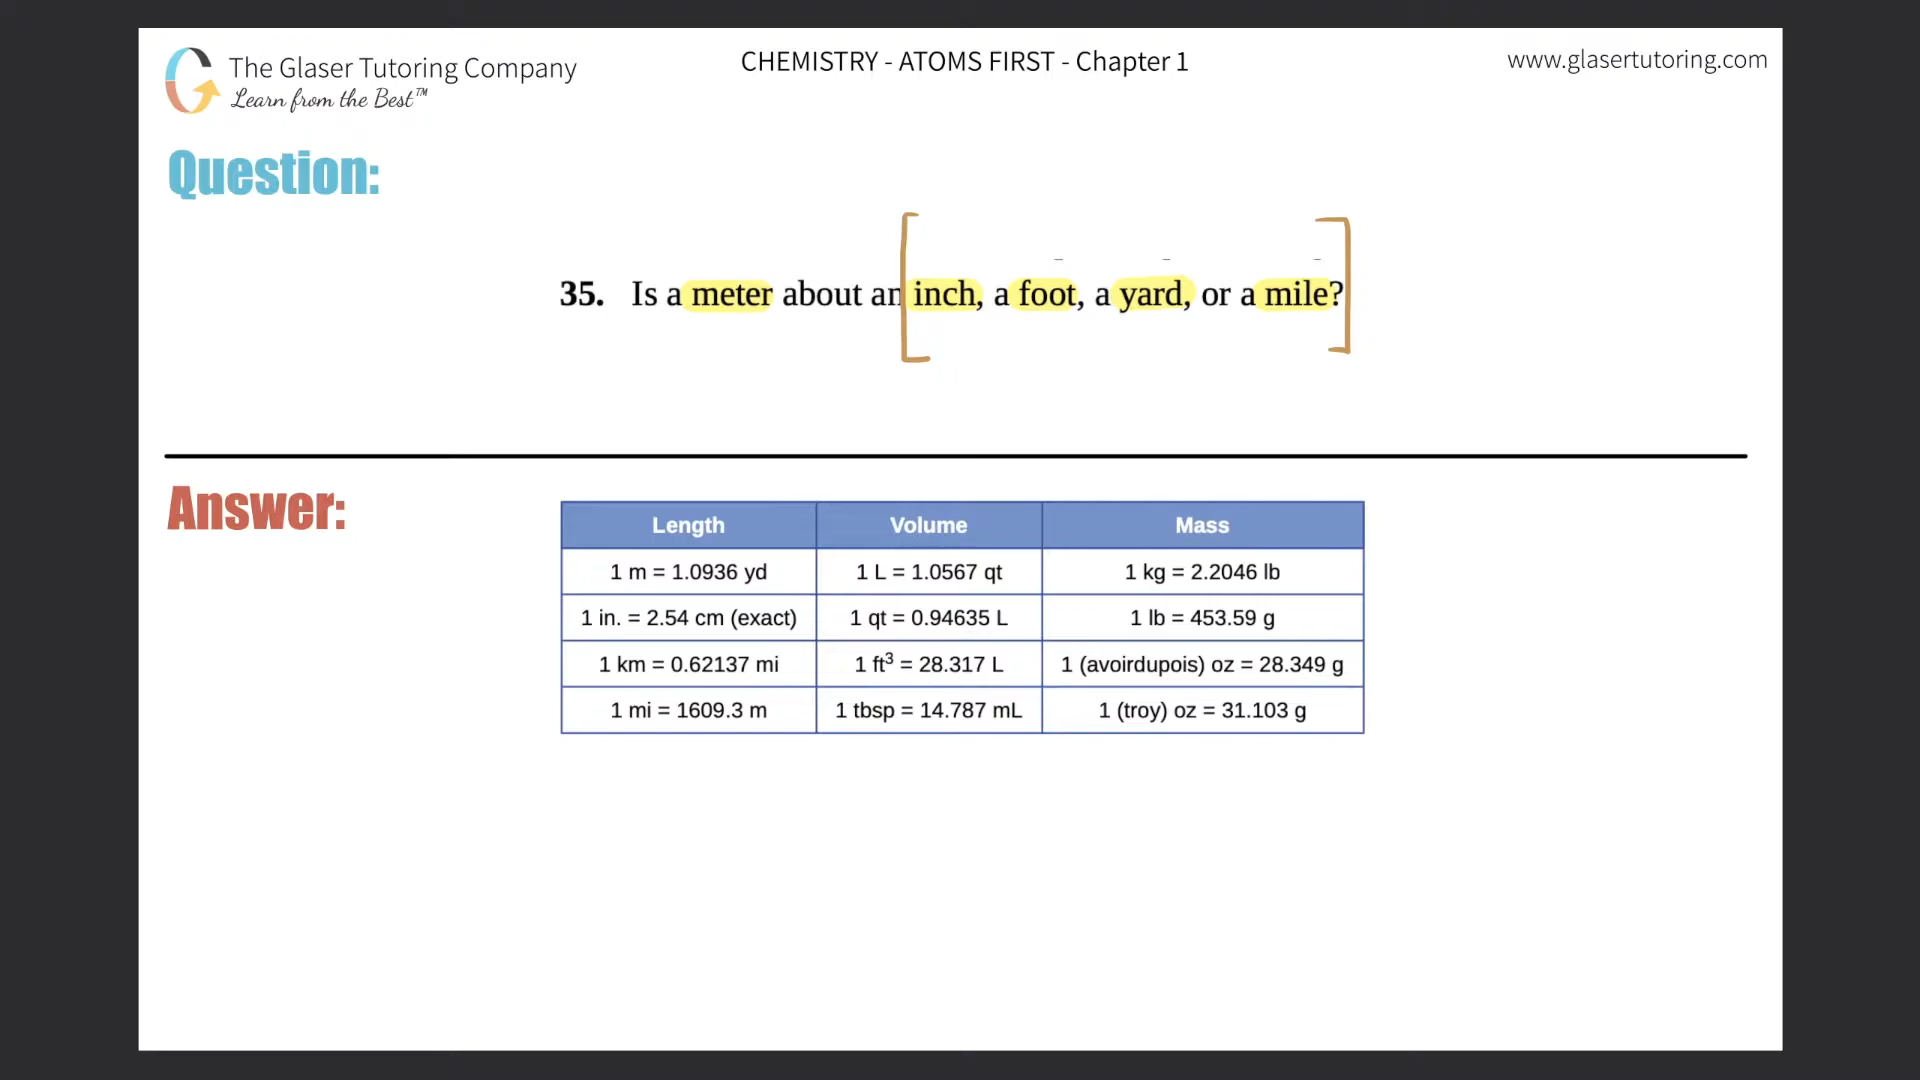 The Glaser Tutoring Company
Learn from the Best™
CHEMISTRY - ATOMS FIRST - Chapter 1
www.glasertutoring.com
Question:
35. Is a meter about an inch, a foot, a yard, or a mile?
Answer:
Length Volume Mass
1 m = 1.0936 yd 1 L = 1.0567 qt 1 kg = 2.2046 lb
1 in. = 2.54 cm (exact) 1 qt = 0.94635 L 1 lb = 453.59 g
1 km = 0.62137 mi 1 ft³ = 28.317 L 1 (avoirdupois) oz = 28.349 g
1 mi = 1609.3 m 1 tbsp = 14.787 mL 1 (troy) oz = 31.103 g